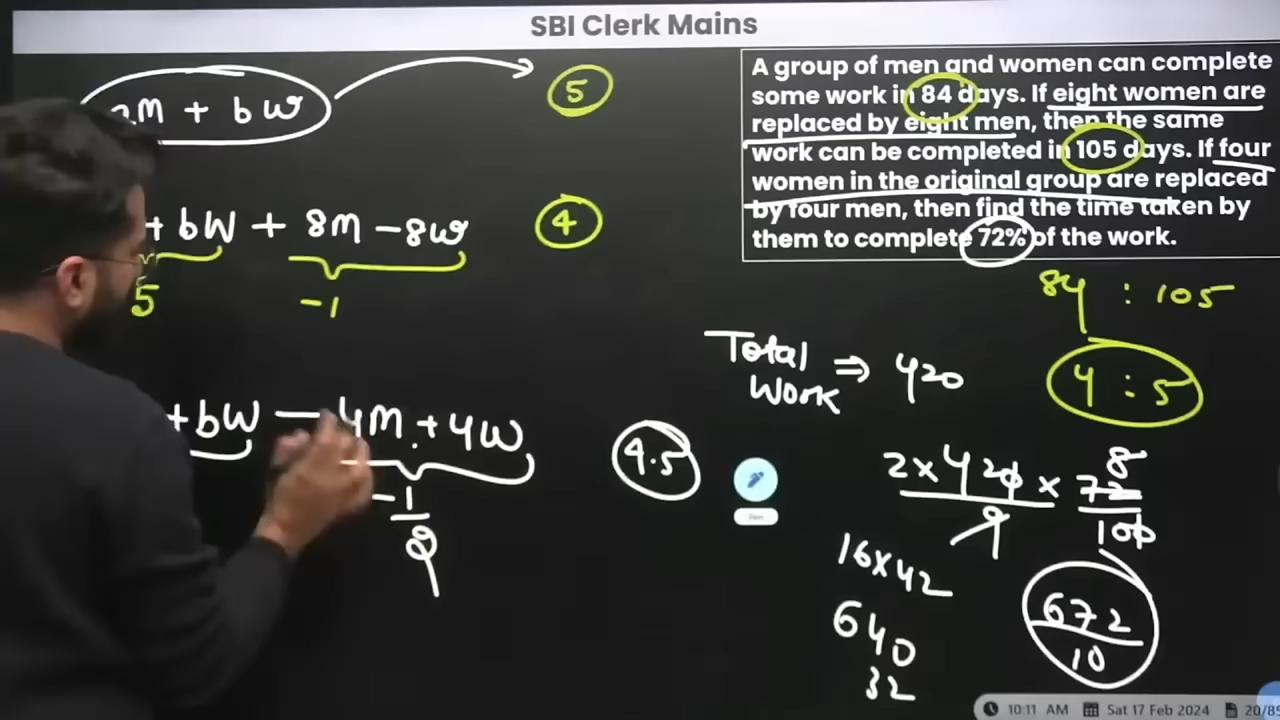 SBI Clerk Mains
A group of men and women can complete
some work in 84 days. If eight women are
replaced by eight men, then the same
work can be completed in 105 days. If four
women in the original group are replaced
by four men, then find the time taken by
them to complete 72% of the work.
M + bW
5
+ bW + 8M - 8W
4
5
-1
+ bW - 4M + 4W
4.5
-1
2
84 : 105
4 : 5
Total
Work ⇒ 420
2 × 420 × 72 8
9 100
16×42
640
32
672
10
10:11 AM Sat 17 Feb 2024 20/85